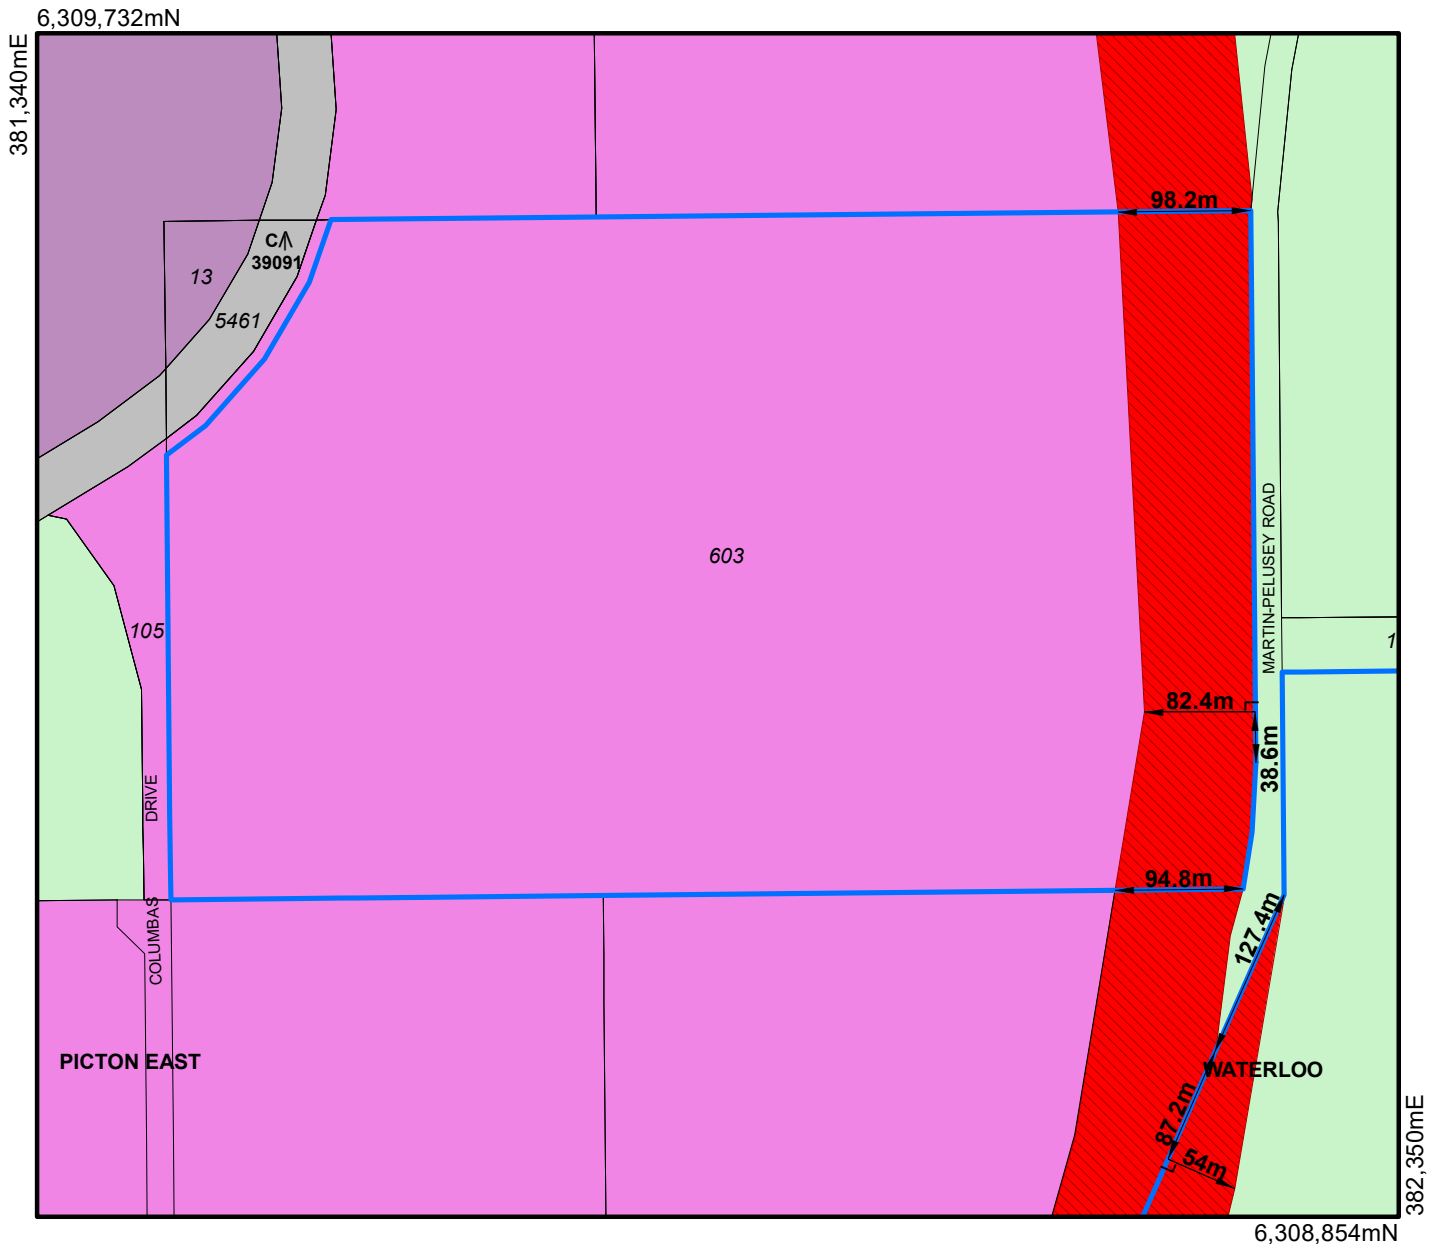 6,309,732mN
381,340mE
98.2m
C
39091
13
5461
603
MARTIN-PELUSEY ROAD
105
1
82.4m
38.6m
DRIVE
94.8m
COLUMBAS
127.4m
PICTON EAST
WATERLOO
87.2m
54m
382,350mE
6,308,854mN